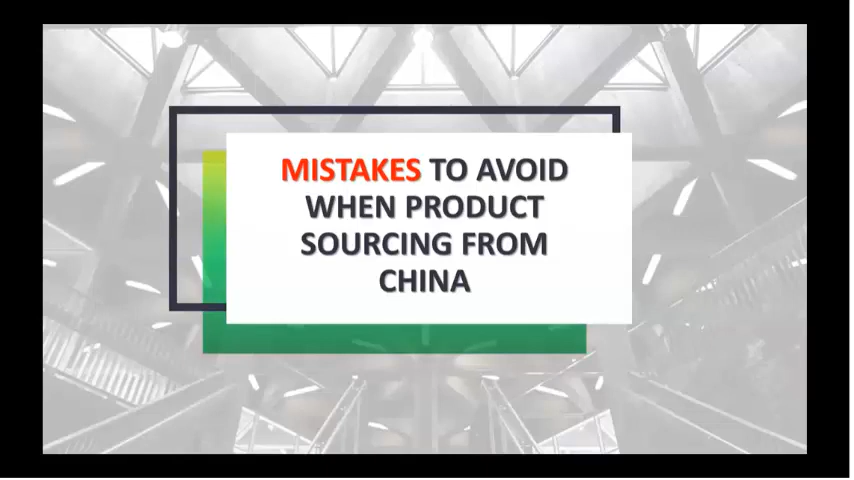 MISTAKES TO AVOID
WHEN PRODUCT
SOURCING FROM
CHINA